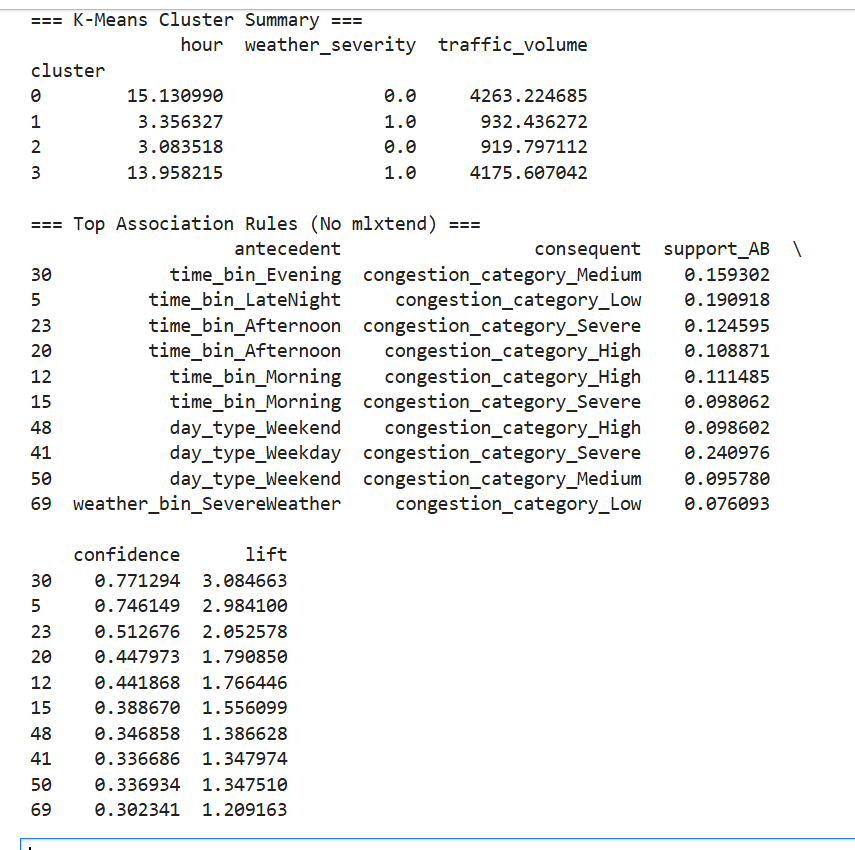 === K-Means Cluster Summary ===
hour weather_severity traffic_volume
cluster
0 15.130990 0.0 4263.224685
1 3.356327 1.0 932.436272
2 3.083518 0.0 919.797112
3 13.958215 1.0 4175.607042
=== Top Association Rules (No mlxtend) ===
antecedent consequent support_AB \
30 time_bin_Evening congestion_category_Medium 0.159302
5 time_bin_LateNight congestion_category_Low 0.190918
23 time_bin_Afternoon congestion_category_Severe 0.124595
20 time_bin_Afternoon congestion_category_High 0.108871
12 time_bin_Morning congestion_category_High 0.111485
15 time_bin_Morning congestion_category_Severe 0.098062
48 day_type_Weekend congestion_category_High 0.098602
41 day_type_Weekday congestion_category_Severe 0.240976
50 day_type_Weekend congestion_category_Medium 0.095780
69 weather_bin_SevereWeather congestion_category_Low 0.076093
confidence lift
30 0.771294 3.084663
5 0.746149 2.984100
23 0.512676 2.052578
20 0.447973 1.790850
12 0.441868 1.766446
15 0.388670 1.556099
48 0.346858 1.386628
41 0.336686 1.347974
50 0.336934 1.347510
69 0.302341 1.209163